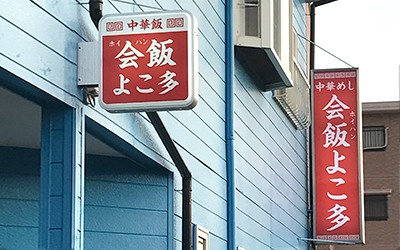 中華飯
ホイ ハン
会飯
よこ多
中華めし
会飯よこ多
ホイハン